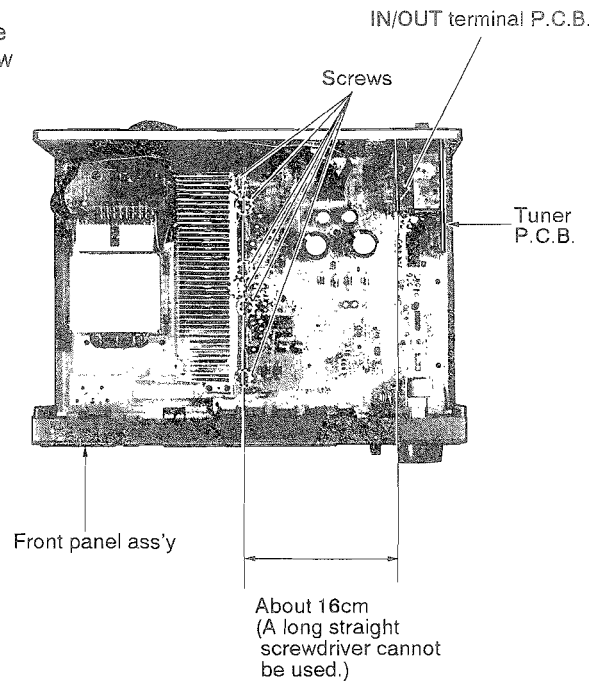 e
w
IN/OUT terminal P.C.B.
Screws
Tuner
P.C.B.
Front panel ass'y
About 16cm
(A long straight
screwdriver cannot
be used.)